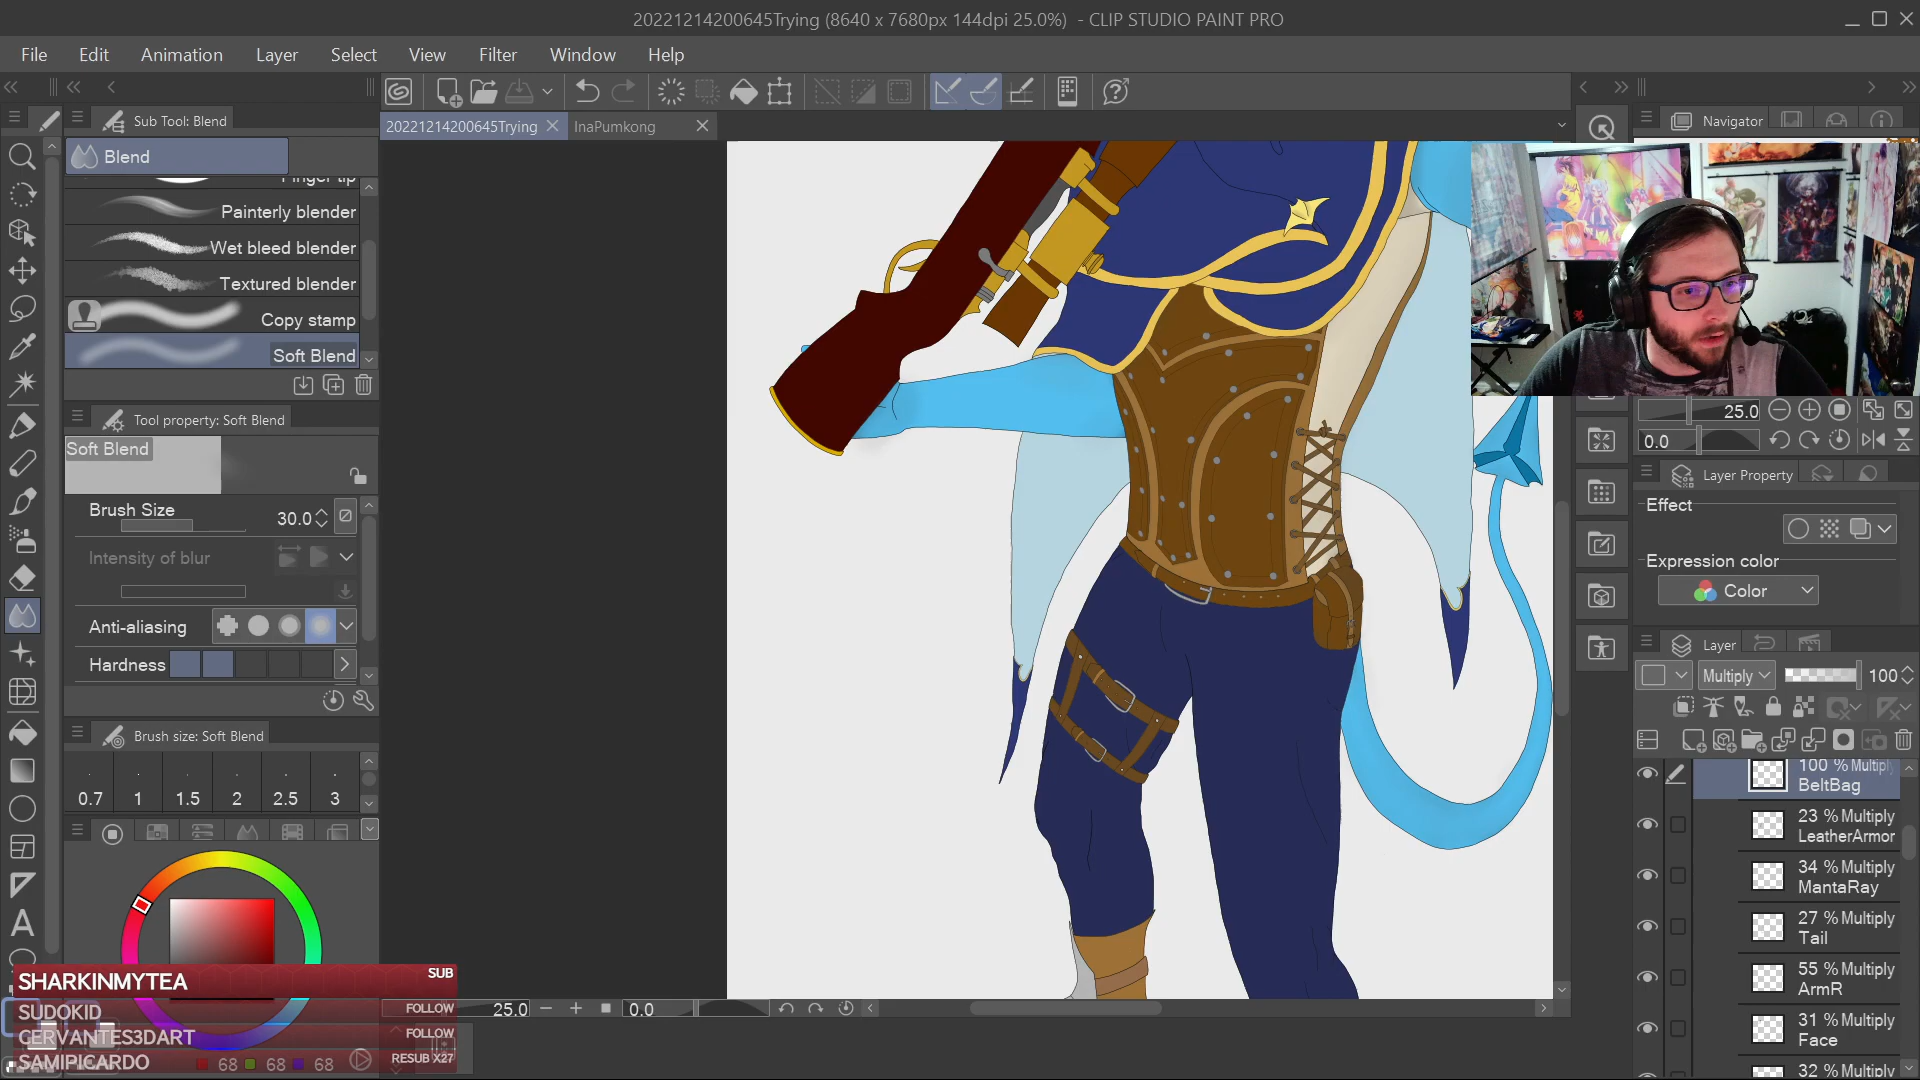 20221214200645Trying (8640 x 7680px 144dpi 25.0%) - CLIP STUDIO PAINT PRO
File Edit Animation Layer Select View Filter Window Help
Sub Tool: Blend
20221214200645Trying
InaPumkong
Navigator
Blend
Finger tip
Painterly blender
Wet bleed blender
Textured blender
Copy stamp
Soft Blend
Tool property: Soft Blend
Soft Blend
Brush Size 30.0
Intensity of blur
Anti-aliasing
Hardness
Brush size: Soft Blend
0.7 1 1.5 2 2.5 3
25.0
0.0
Layer Property
Effect
Expression color
Color
Layer
Multiply 100
100 % Multiply
BeltBag
23 % Multiply
LeatherArmor
34 % Multiply
MantaRay
27 % Multiply
Tail
55 % Multiply
ArmR
31 % Multiply
Face
32 % Multiply
SHARKINMYTEA SUB
SUDOKID FOLLOW
CERVANTES3DART FOLLOW
SAMIPICARDO RESUB X27
68 68 68
25.0 0.0